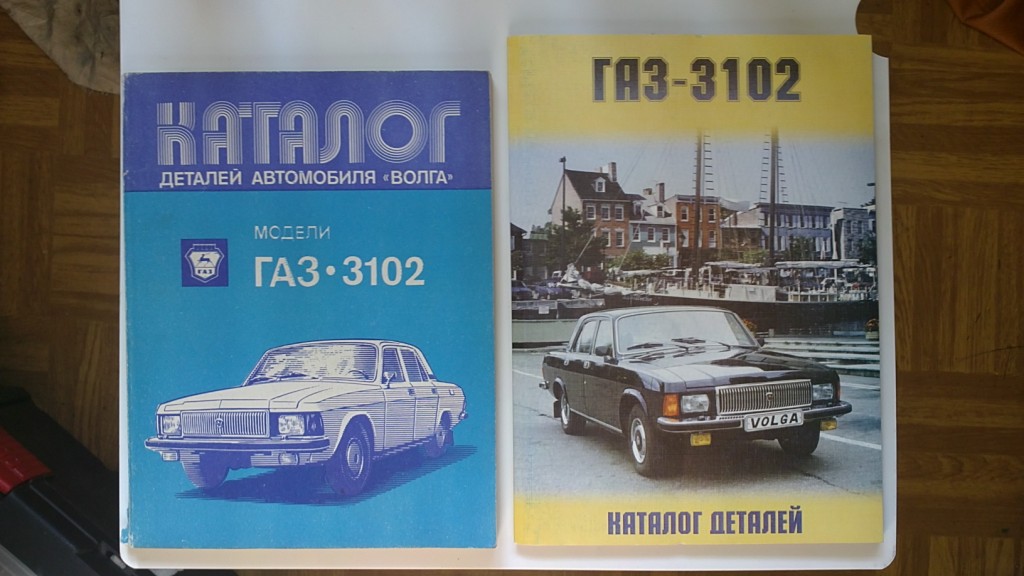 КАТАЛОГ
ДЕТАЛЕЙ АВТОМОБИЛЯ «ВОЛГА»
МОДЕЛИ
ГАЗ
ГАЗ•3102
ГАЗ-3102
VOLGA
КАТАЛОГ ДЕТАЛЕЙ